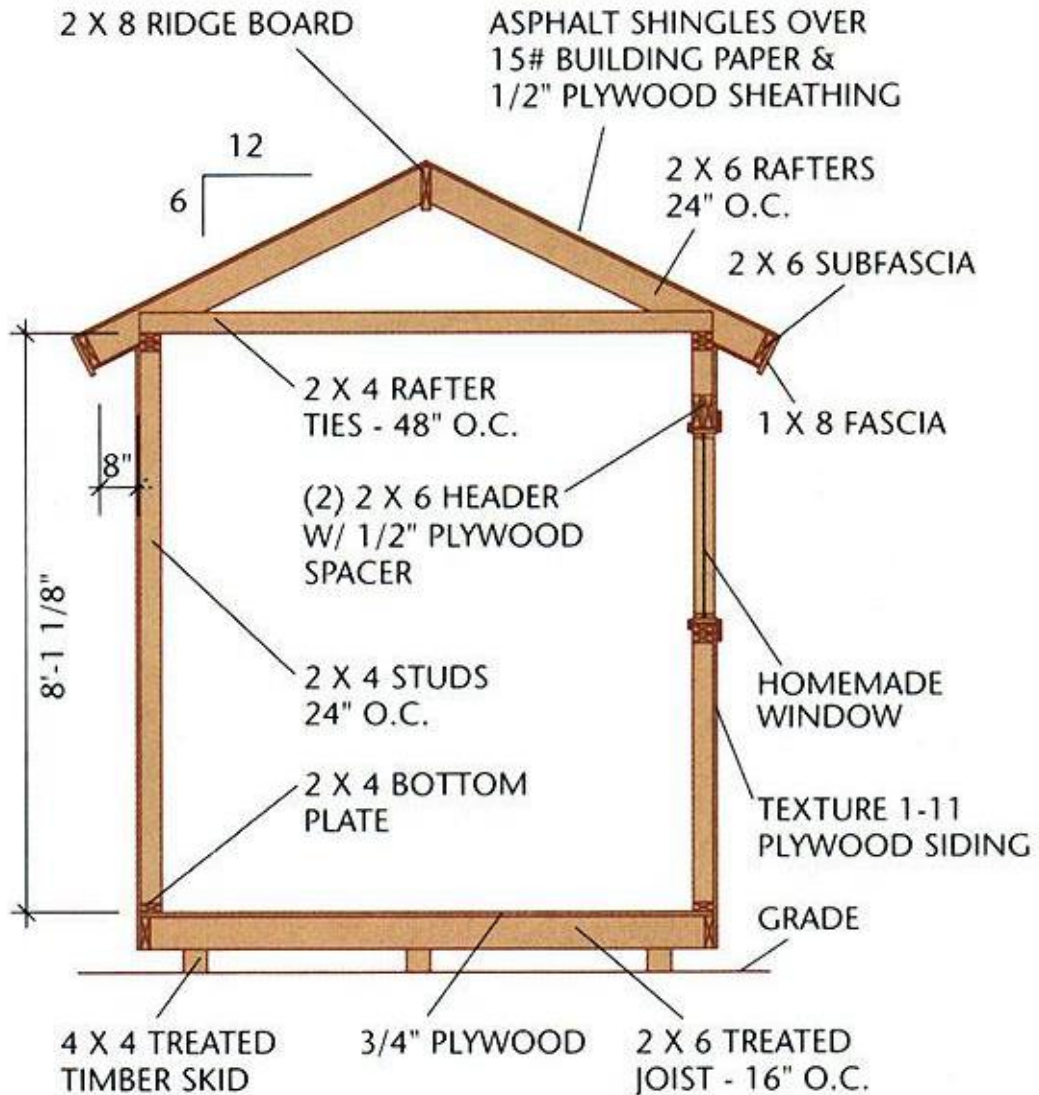 2 X 8 RIDGE BOARD
ASPHALT SHINGLES OVER
15# BUILDING PAPER &
1/2" PLYWOOD SHEATHING
12
6
2 X 6 RAFTERS
24" O.C.
2 X 6 SUBFASCIA
2 X 4 RAFTER
TIES - 48" O.C.
1 X 8 FASCIA
8"
(2) 2 X 6 HEADER
W/ 1/2" PLYWOOD
SPACER
8'-1 1/8"
2 X 4 STUDS
24" O.C.
HOMEMADE
WINDOW
2 X 4 BOTTOM
PLATE
TEXTURE 1-11
PLYWOOD SIDING
GRADE
4 X 4 TREATED
TIMBER SKID
3/4" PLYWOOD
2 X 6 TREATED
JOIST - 16" O.C.